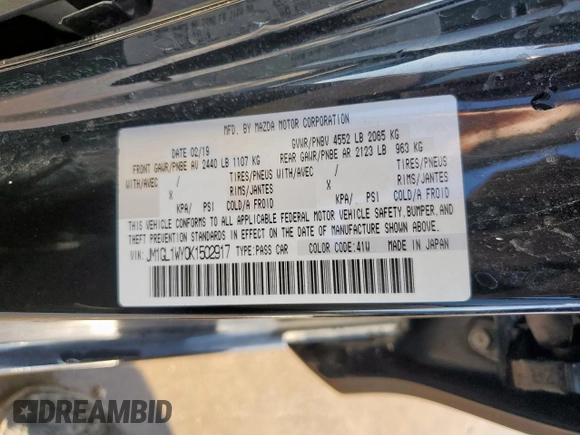 MFD. BY MAZDA MOTOR CORPORATION
DATE 02/19 GVWR/PNBV 4552 LB 2065 KG
FRONT GAWR/PNBE AV 2440 LB 1107 KG REAR GAWR/PNBE AR 2123 LB 963 KG
WITH/AVEC / TIRES/PNEUS WITH/AVEC / TIRES/PNEUS
X RIMS/JANTES X RIMS/JANTES
KPA/ PSI COLD/A FROID KPA/ PSI COLD/A FROID
THIS VEHICLE CONFORMS TO ALL APPLICABLE FEDERAL MOTOR VEHICLE SAFETY, BUMPER, AND
THEFT PREVENTION STANDARDS IN EFFECT ON THE DATE OF MANUFACTURE SHOWN ABOVE.
VIN: JM1GL1WY0K1502917 TYPE: PASS CAR COLOR CODE: 41W MADE IN JAPAN
DREAMBID